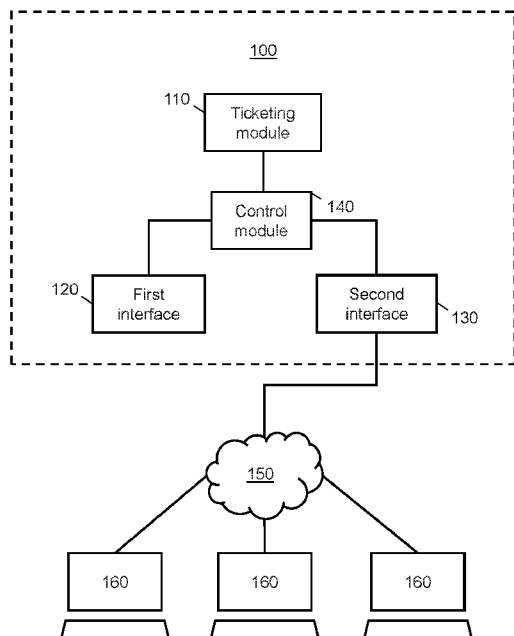 100
110
Ticketing
module
140
Control
module
120
First
interface
Second
interface
130
150
160
160
160